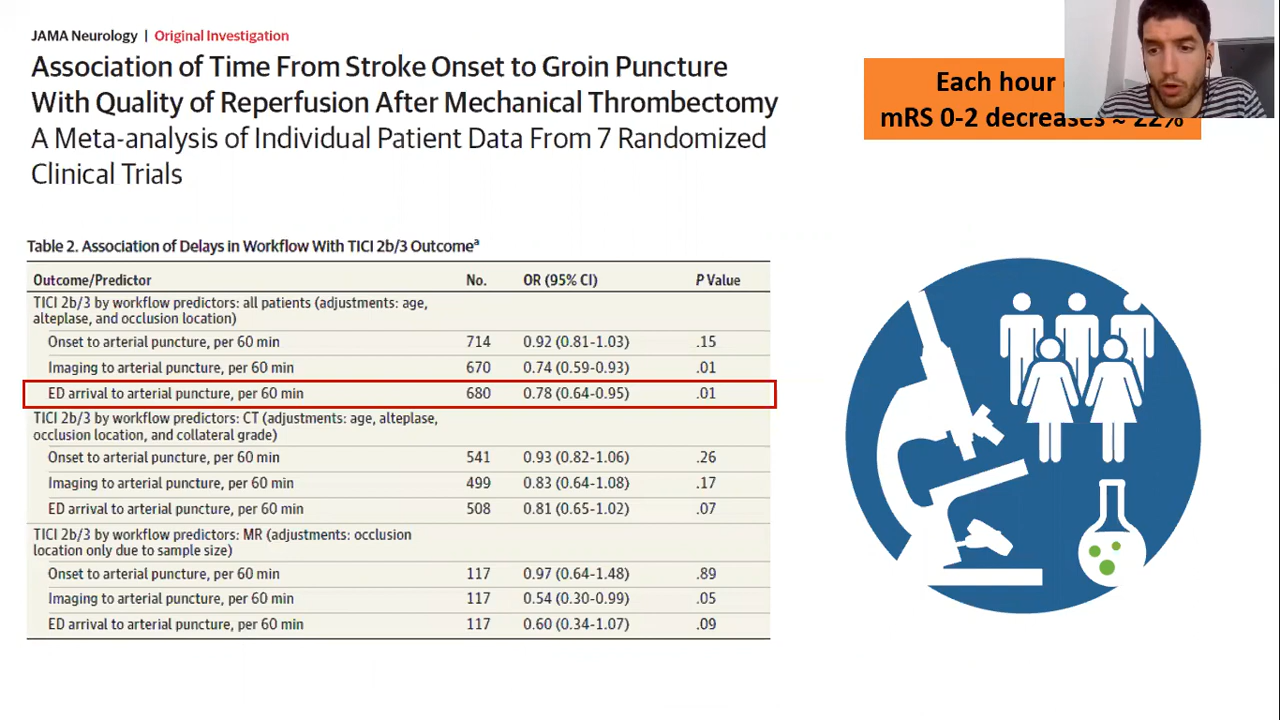 JAMA Neurology | Original Investigation
Association of Time From Stroke Onset to Groin Puncture
With Quality of Reperfusion After Mechanical Thrombectomy
A Meta-analysis of Individual Patient Data From 7 Randomized
Clinical Trials
Each hour
mRS 0-2 decreases ≈ 22%
Table 2. Association of Delays in Workflow With TICI 2b/3 Outcomeᵃ
Outcome/Predictor No. OR (95% CI) P Value
TICI 2b/3 by workflow predictors: all patients (adjustments: age,
alteplase, and occlusion location)
Onset to arterial puncture, per 60 min 714 0.92 (0.81-1.03) .15
Imaging to arterial puncture, per 60 min 670 0.74 (0.59-0.93) .01
ED arrival to arterial puncture, per 60 min 680 0.78 (0.64-0.95) .01
TICI 2b/3 by workflow predictors: CT (adjustments: age, alteplase,
occlusion location, and collateral grade)
Onset to arterial puncture, per 60 min 541 0.93 (0.82-1.06) .26
Imaging to arterial puncture, per 60 min 499 0.83 (0.64-1.08) .17
ED arrival to arterial puncture, per 60 min 508 0.81 (0.65-1.02) .07
TICI 2b/3 by workflow predictors: MR (adjustments: occlusion
location only due to sample size)
Onset to arterial puncture, per 60 min 117 0.97 (0.64-1.48) .89
Imaging to arterial puncture, per 60 min 117 0.54 (0.30-0.99) .05
ED arrival to arterial puncture, per 60 min 117 0.60 (0.34-1.07) .09